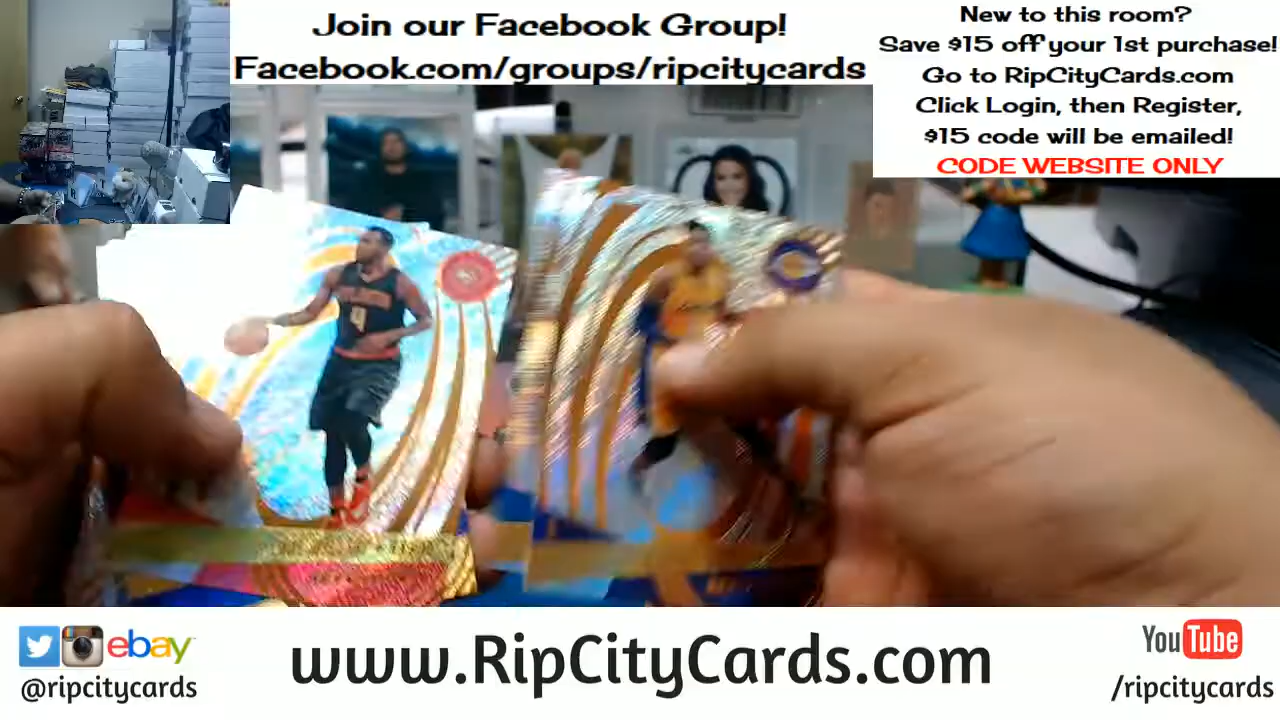 Join our Facebook Group!
Facebook.com/groups/ripcitycards
New to this room?
Save $15 off your 1st purchase!
Go to RipCityCards.com
Click Login, then Register,
$15 code will be emailed!
CODE WEBSITE ONLY
4
ebay
@ripcitycards
www.RipCityCards.com
YouTube
/ripcitycards